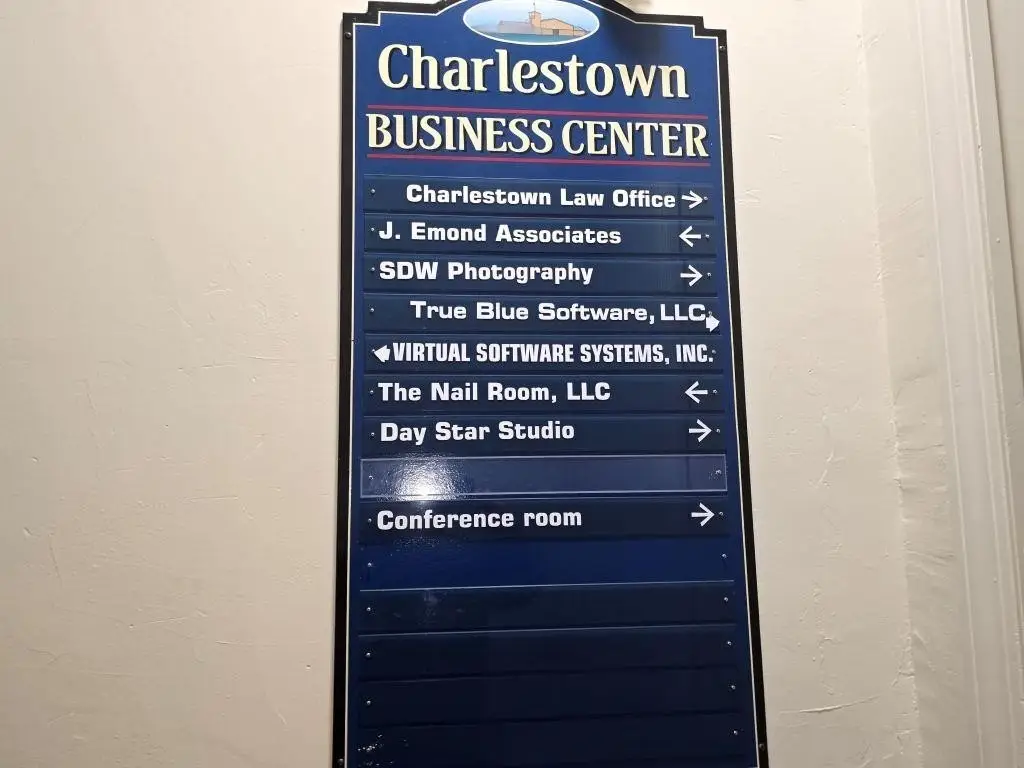 Charlestown
BUSINESS CENTER
Charlestown Law Office →
J. Emond Associates ←
SDW Photography →
True Blue Software, LLC →
← VIRTUAL SOFTWARE SYSTEMS, INC.
The Nail Room, LLC ←
Day Star Studio →
Conference room →